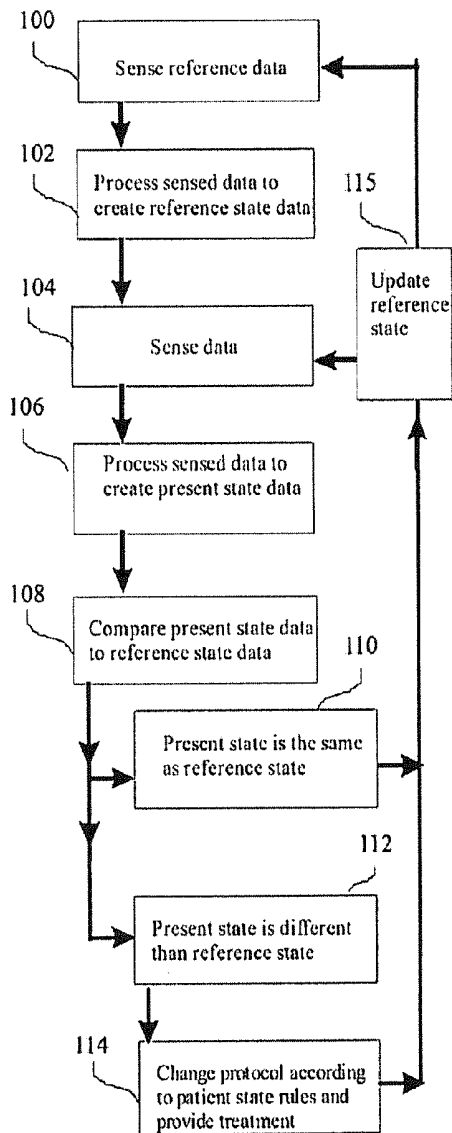 100
Sense reference data
102
Process sensed data to
create reference state data
115
Update
reference
state
104
Sense data
106
Process sensed data to
create present state data
108
Compare present state data
to reference state data
110
Present state is the same
as reference state
112
Present state is different
than reference state
114
Change protocol according
to patient state rules and
provide treatment